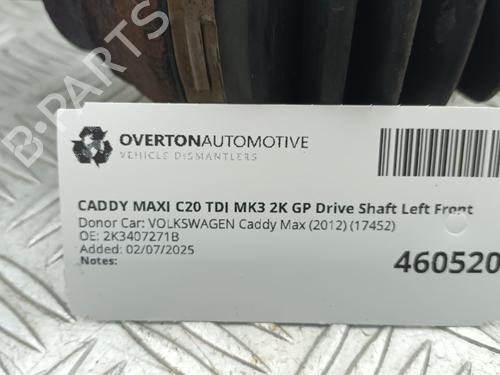 OVERTONAUTOMOTIVE
VEHICLE DISMANTLERS
CADDY MAXI C20 TDI MK3 2K GP Drive Shaft Left Front
Donor Car: VOLKSWAGEN Caddy Max (2012) (17452)
OE: 2K3407271B
Added: 02/07/2025
Notes:
460520
B-PARTS